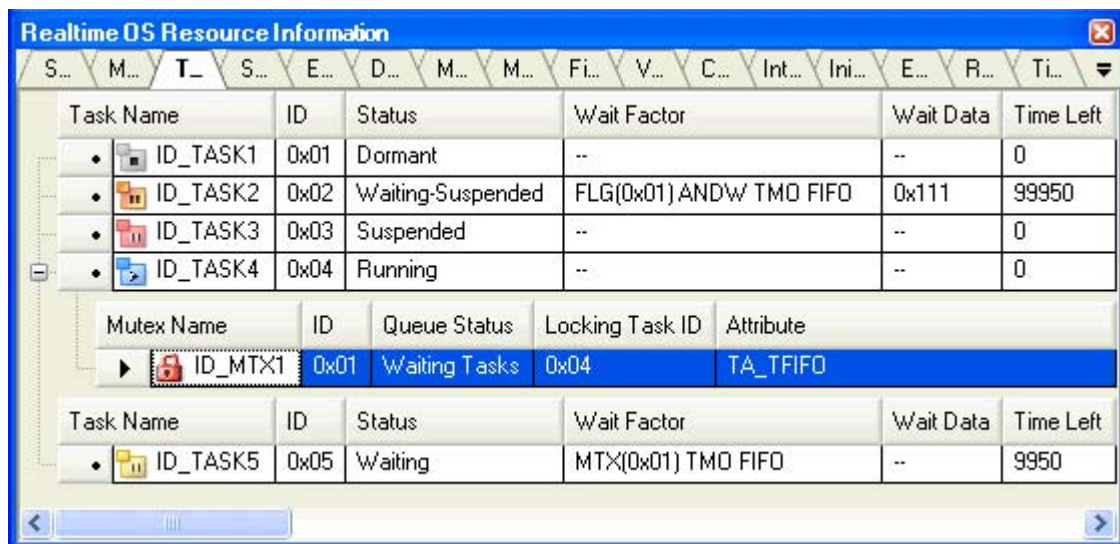 Realtime OS Resource Information
S... M... T... S... E... D... M... M... Fi... V... C... Int... Ini... E... R... Ti...
Task Name ID Status Wait Factor Wait Data Time Left
ID_TASK1 0x01 Dormant -- -- 0
ID_TASK2 0x02 Waiting-Suspended FLG(0x01) ANDW TMO FIFO 0x111 99950
ID_TASK3 0x03 Suspended -- -- 0
ID_TASK4 0x04 Running -- -- 0
Mutex Name ID Queue Status Locking Task ID Attribute
ID_MTX1 0x01 Waiting Tasks 0x04 TA_TFIFO
Task Name ID Status Wait Factor Wait Data Time Left
ID_TASK5 0x05 Waiting MTX(0x01) TMO FIFO -- 9950